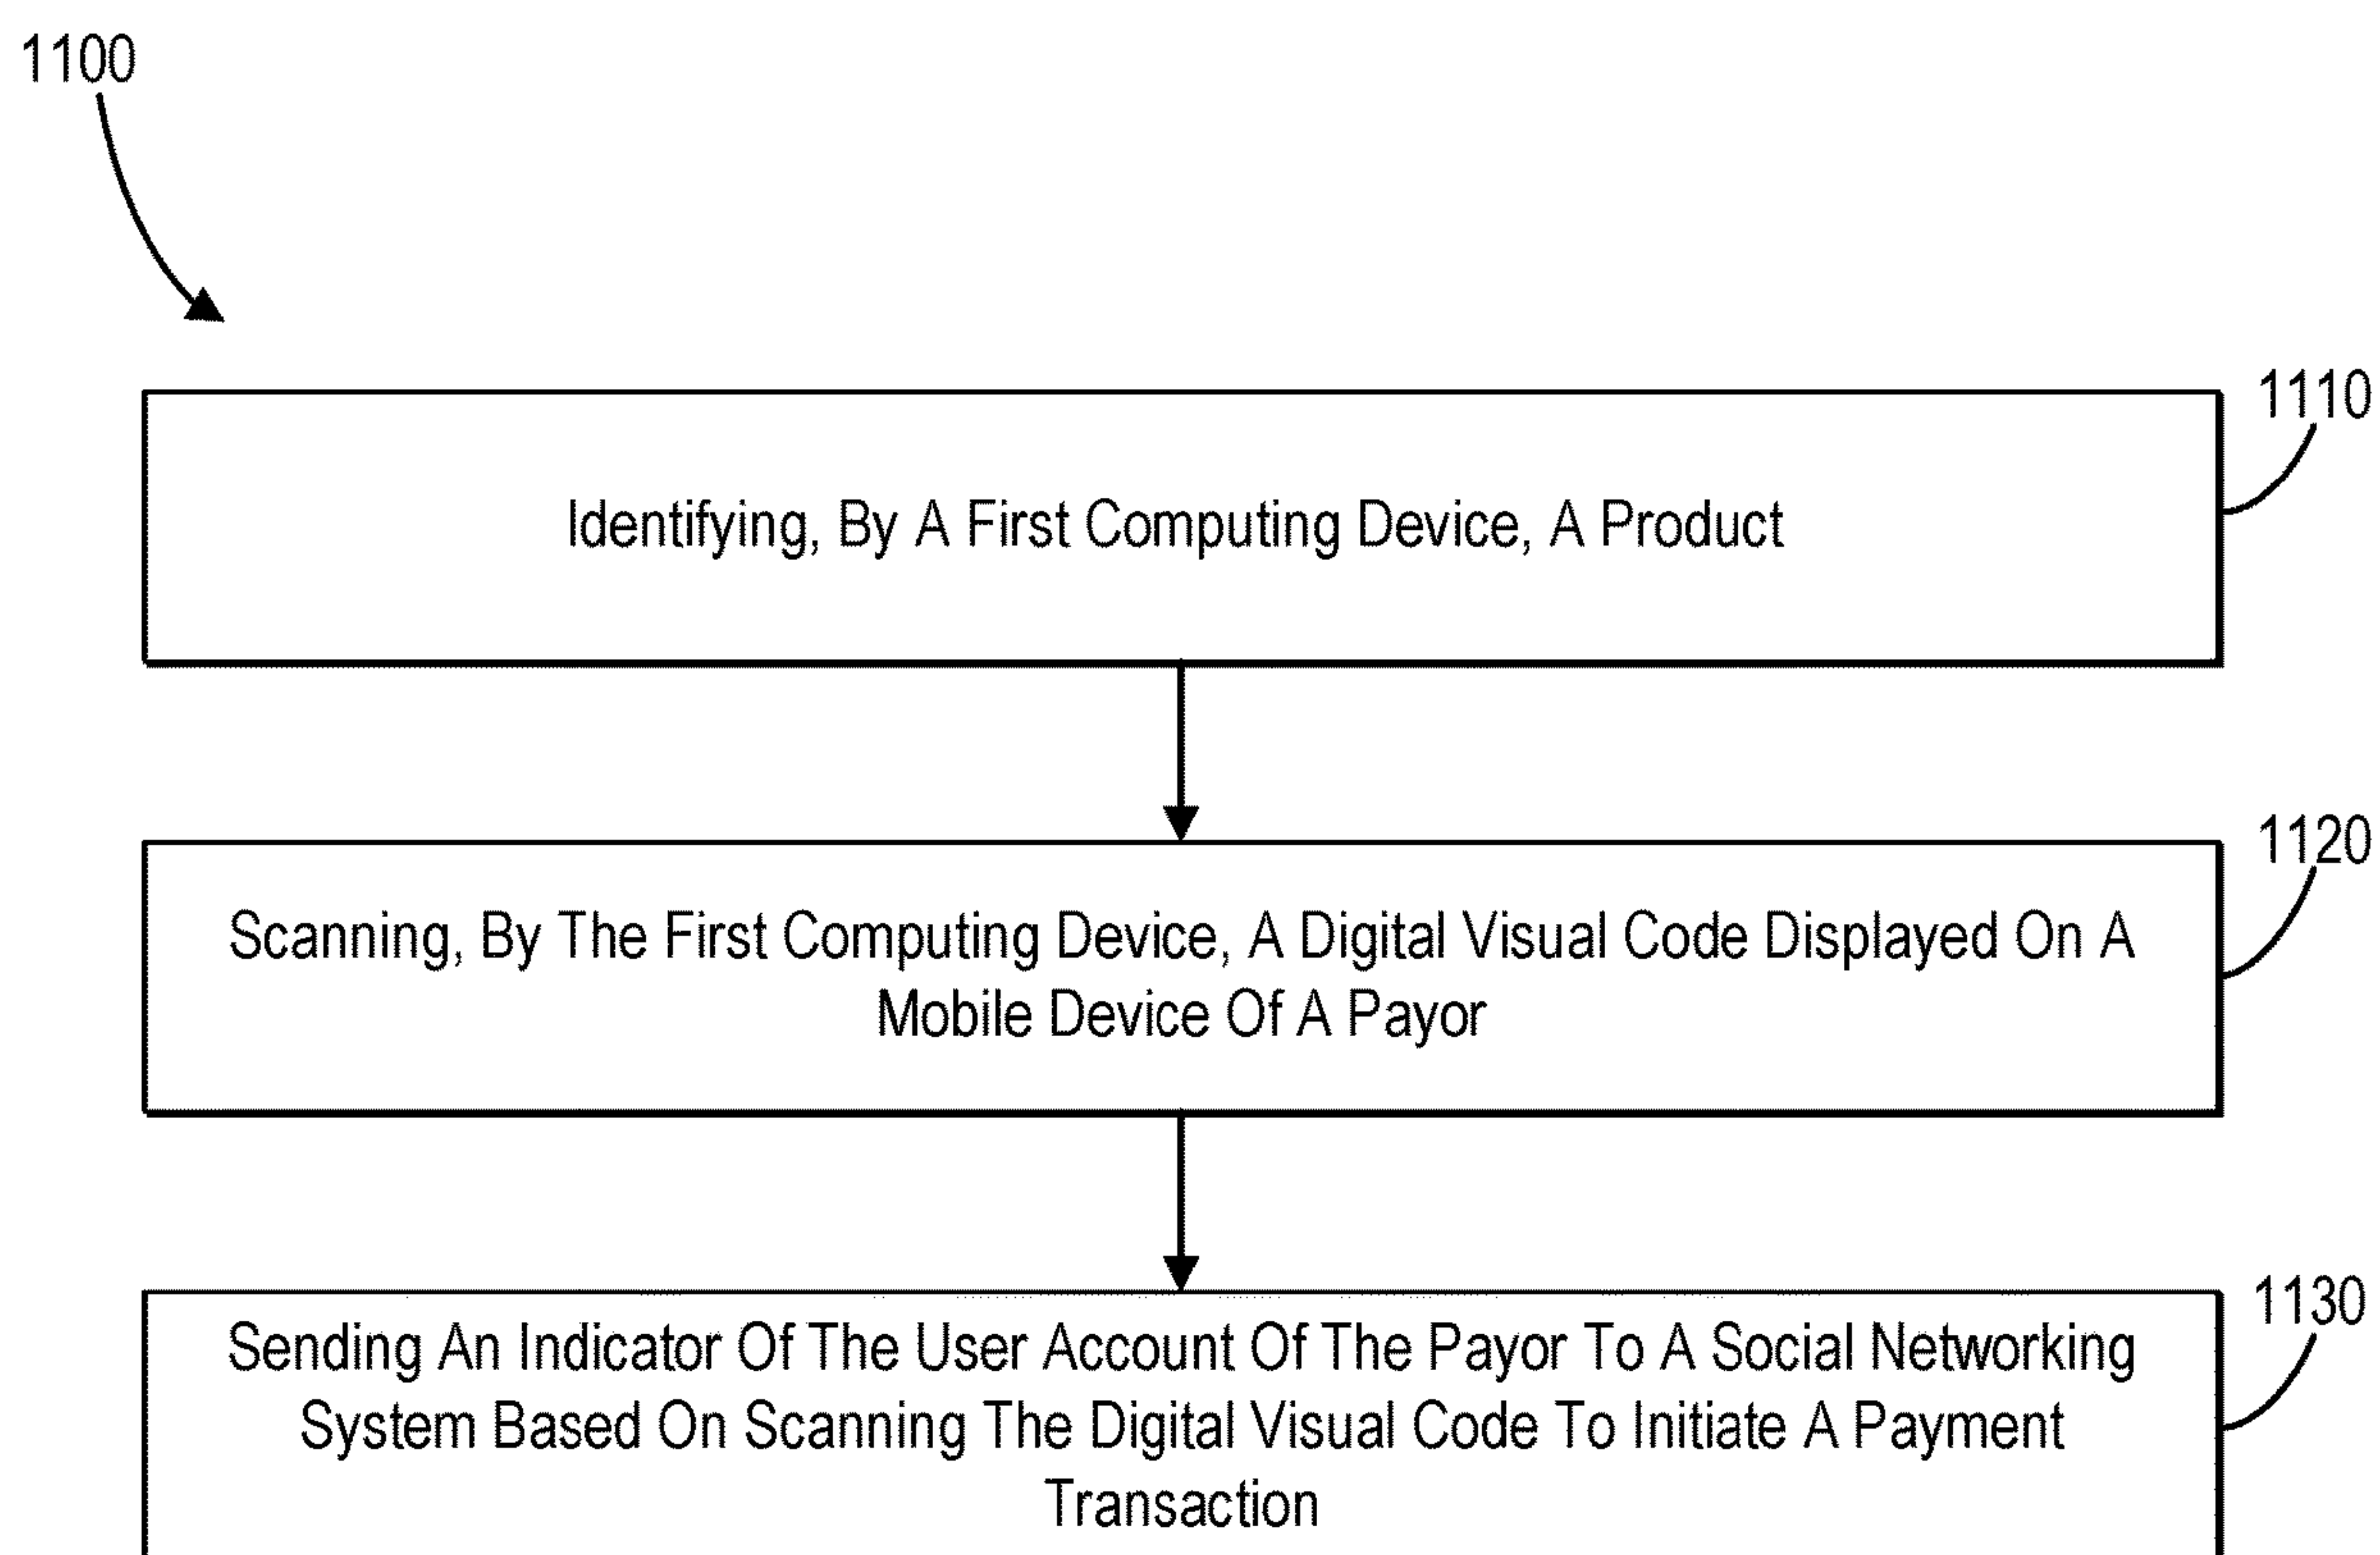 1100
1110
Identifying, By A First Computing Device, A Product
1120
Scanning, By The First Computing Device, A Digital Visual Code Displayed On A
Mobile Device Of A Payor
1130
Sending An Indicator Of The User Account Of The Payor To A Social Networking
System Based On Scanning The Digital Visual Code To Initiate A Payment
Transaction